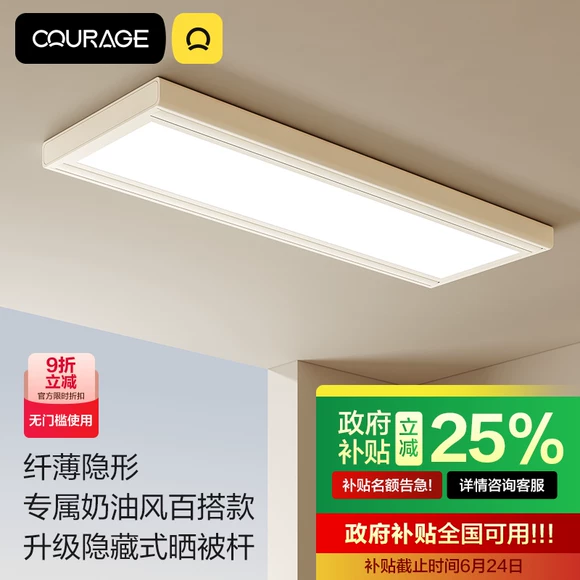 COURAGE
9折
立减
官方限时折扣
无门槛使用
纤薄隐形
专属奶油风百搭款
升级隐藏式晒被杆
政府
补贴
立减
25%
补贴名额告急!
详情咨询客服
政府补贴全国可用!!!
补贴截止时间6月24日